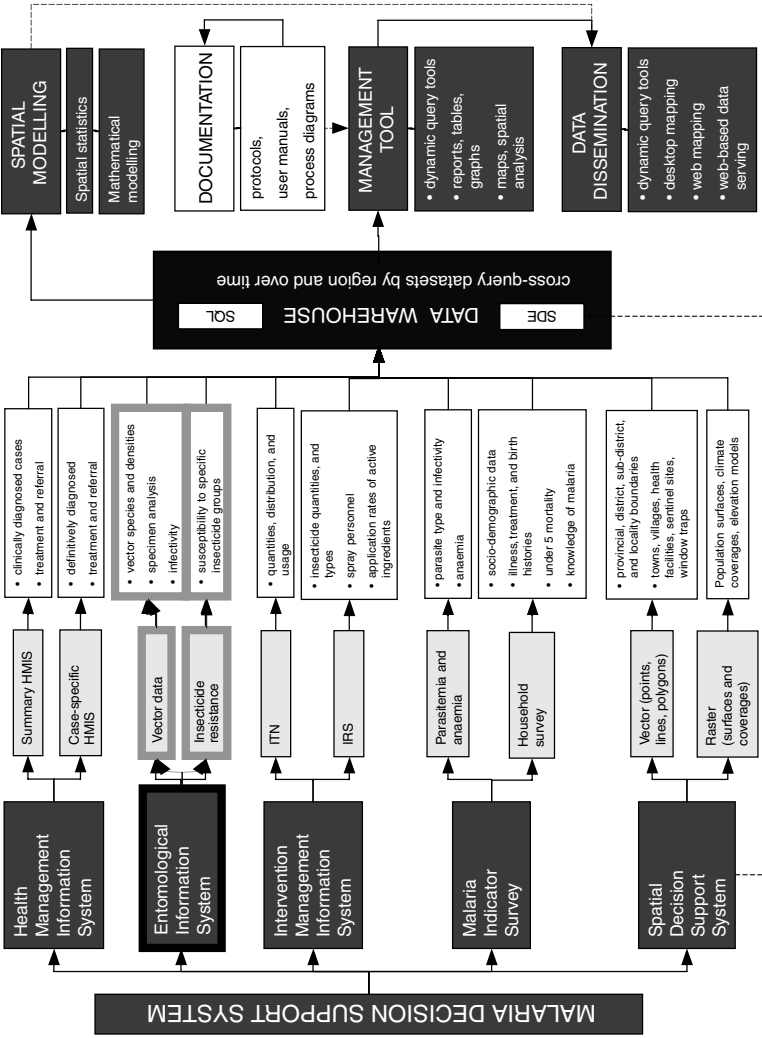 MALARIA DECISION SUPPORT SYSTEM
Health
Management
Information
System
Entomological
Information
System
Intervention
Management
Information
System
Malaria
Indicator
Survey
Spatial
Decision
Support
System
Summary HMIS
Case-specific
HMIS
Vector data
Insecticide
resistance
ITN
IRS
Parasitemia and
anaemia
Household
survey
Vector (points,
lines, polygons)
Raster
(surfaces and
coverages)
• clinically diagnosed cases
• treatment and referral
• definitively diagnosed
• treatment and referral
• vector species and densities
• specimen analysis
• infectivity
• susceptibility to specific
insecticide groups
• quantities, distribution, and
usage
• insecticide quantities, and
types
• spray personnel
• application rates of active
ingredients
• parasite type and infectivity
• anaemia
• socio-demographic data
• illness, treatment, and birth
histories
• under 5 mortality
• knowledge of malaria
• provincial, district, sub-district,
and locality boundaries
• towns, villages, health
facilities, sentinel sites,
window traps
Population surfaces, climate
coverages, elevation models
SDE
DATA WAREHOUSE
SQL
cross-query datasets by region and over time
SPATIAL
MODELLING
Spatial statistics
Mathematical
modelling
DOCUMENTATION
protocols,
user manuals,
process diagrams
MANAGEMENT
TOOL
• dynamic query tools
• reports, tables,
graphs
• maps, spatial
analysis
DATA
DISSEMINATION
• dynamic query tools
• desktop mapping
• web mapping
• web-based data
serving